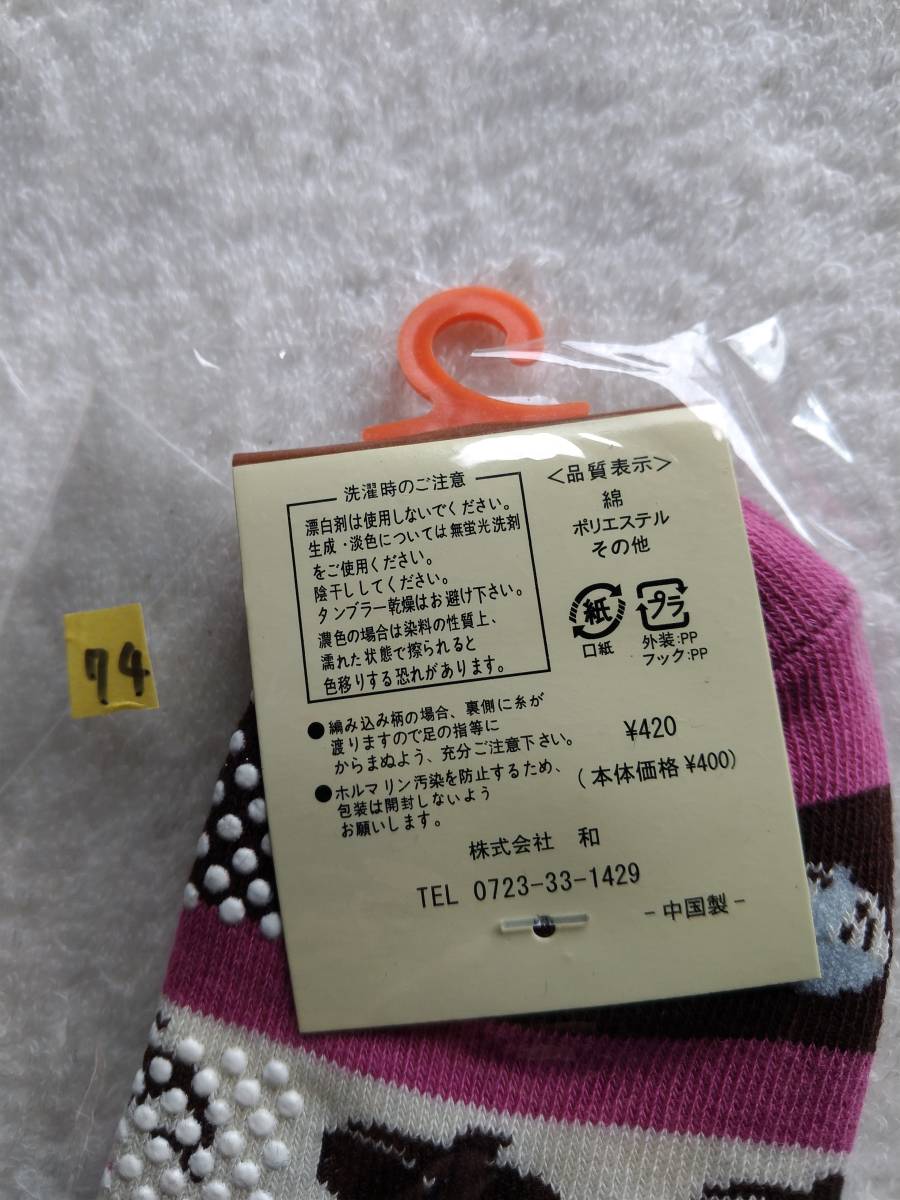 洗濯時のご注意
漂白剤は使用しないでください。
生成・淡色については無蛍光洗剤
をご使用ください。
陰干ししてください。
タンブラー乾燥はお避け下さい。
濃色の場合は染料の性質上、
濡れた状態で擦られると
色移りする恐れがあります。
●編み込み柄の場合、裏側に糸が
渡りますので足の指等に
からまぬよう、充分ご注意下さい。
●ホルマリン汚染を防止するため、
包装は開封しないよう
お願いします。
<品質表示>
綿
ポリエステル
その他
紙
口紙
プラ
外装:PP
フック:PP
¥420
(本体価格¥400)
株式会社 和
TEL 0723-33-1429
-中国製-
74